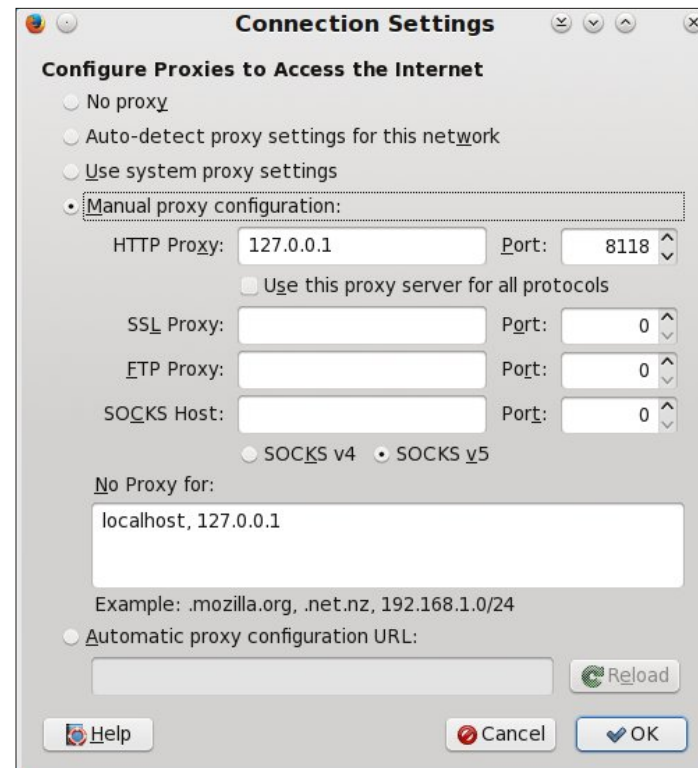 Connection Settings
Configure Proxies to Access the Internet
No proxy
Auto-detect proxy settings for this network
Use system proxy settings
Manual proxy configuration:
HTTP Proxy: 127.0.0.1 Port: 8118
Use this proxy server for all protocols
SSL Proxy: Port: 0
FTP Proxy: Port: 0
SOCKS Host: Port: 0
SOCKS v4 SOCKS v5
No Proxy for:
localhost, 127.0.0.1
Example: .mozilla.org, .net.nz, 192.168.1.0/24
Automatic proxy configuration URL:
Reload
Help Cancel OK